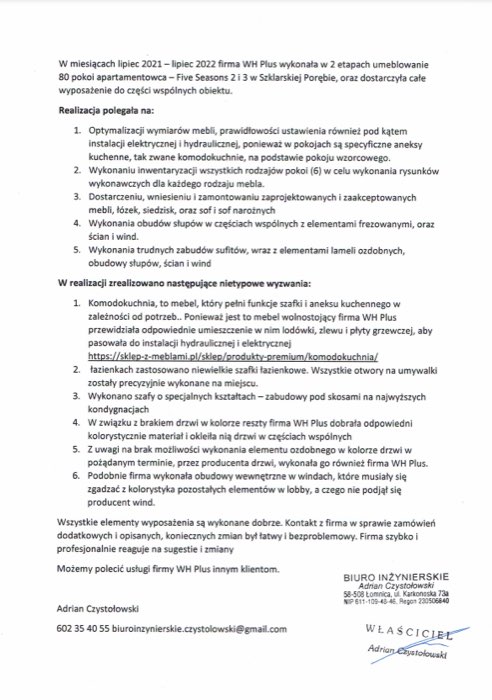 W miesiącach lipiec 2021 – lipiec 2022 firma WH Plus wykonała w 2 etapach umeblowanie
80 pokoi apartamentowca – Five Seasons 2 i 3 w Szklarskiej Porębie, oraz dostarczyła całe
wyposażenie do części wspólnych obiektu.
Realizacja polegała na:
1. Optymalizacji wymiarów mebli, prawidłowości ustawienia również pod kątem
instalacji elektrycznej i hydraulicznej, ponieważ w pokojach są specyficzne aneksy
kuchenne, tak zwane komodokuchnie, na podstawie pokoju wzorcowego.
2. Wykonaniu inwentaryzacji wszystkich rodzajów pokoi (6) w celu wykonania rysunków
wykonawczych dla każdego rodzaju mebla.
3. Dostarczeniu, wniesieniu i zamontowaniu zaprojektowanych i zaakceptowanych
mebli, łózek, siedzisk, oraz sof i sof narożnych
4. Wykonania obudów słupów w częściach wspólnych z elementami frezowanymi, oraz
ścian i wind.
5. Wykonania trudnych zabudów sufitów, wraz z elementami lameli ozdobnych,
obudowy słupów, ścian i wind
W realizacji zrealizowano następujące nietypowe wyzwania:
1. Komodokuchnia, to mebel, który pełni funkcje szafki i aneksu kuchennego w
zależności od potrzeb.. Ponieważ jest to mebel wolnostojący firma WH Plus
przewidziała odpowiednie umieszczenie w nim lodówki, zlewu i płyty grzewczej, aby
pasowała do instalacji hydraulicznej i elektrycznej
https://sklep-z-meblami.pl/sklep/produkty-premium/komodokuchnia/
2. łazienkach zastosowano niewielkie szafki łazienkowe. Wszystkie otwory na umywalki
zostały precyzyjnie wykonane na miejscu.
3. Wykonano szafy o specjalnych kształtach – zabudowy pod skosami na najwyższych
kondygnacjach
4. W związku z brakiem drzwi w kolorze reszty firma WH Plus dobrała odpowiedni
kolorystycznie materiał i okleiła nią drzwi w częściach wspólnych
5. Z uwagi na brak możliwości wykonania elementu ozdobnego w kolorze drzwi w
pożądanym terminie, przez producenta drzwi, wykonała go również firma WH Plus.
6. Podobnie firma wykonała obudowy wewnętrzne w windach, które musiały się
zgadzać z kolorystyka pozostałych elementów w lobby, a czego nie podjął się
producent wind.
Wszystkie elementy wyposażenia są wykonane dobrze. Kontakt z firma w sprawie zamówień
dodatkowych i opisanych, koniecznych zmian był łatwy i bezproblemowy. Firma szybko i
profesjonalnie reaguje na sugestie i zmiany
Możemy polecić usługi firmy WH Plus innym klientom.
BIURO INŻYNIERSKIE
Adrian Czystołowski
58-508 Łomnica, ul. Karkonoska 73a
NIP 611-109-48-46, Regon 230506840
Adrian Czystołowski
602 35 40 55 biuroinzynierskie.czystolowski@gmail.com
WŁAŚCICIEL
Adrian Czystołowski